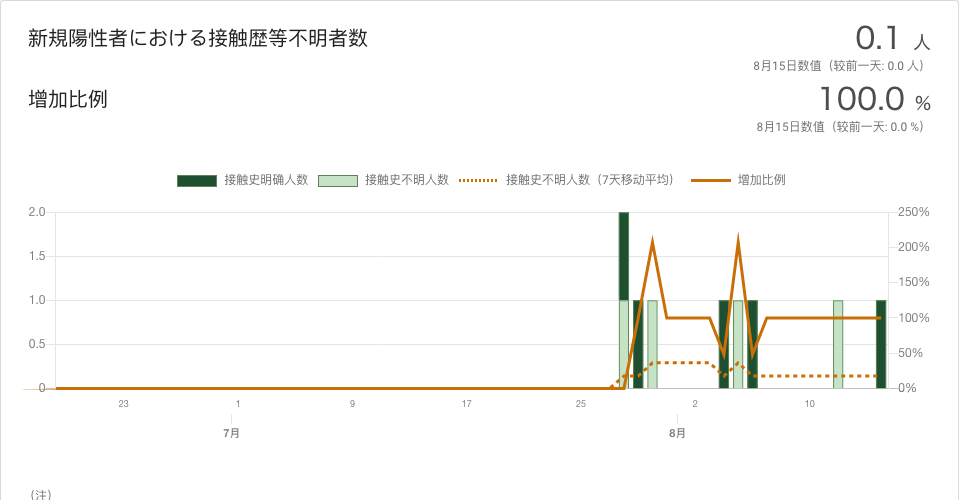 新規陽性者における接触歴等不明者数
0.1 人
8月15日数值（较前一天: 0.0 人）
增加比例
100.0 %
8月15日数值（较前一天: 0.0 %）
接触史明确人数 接触史不明人数 接触史不明人数（7天移动平均） 增加比例
2.0 250%
200%
1.5
150%
1.0 100%
0.5 50%
0 0%
23 1 9 17 25 2 10
7月 8月
（注）